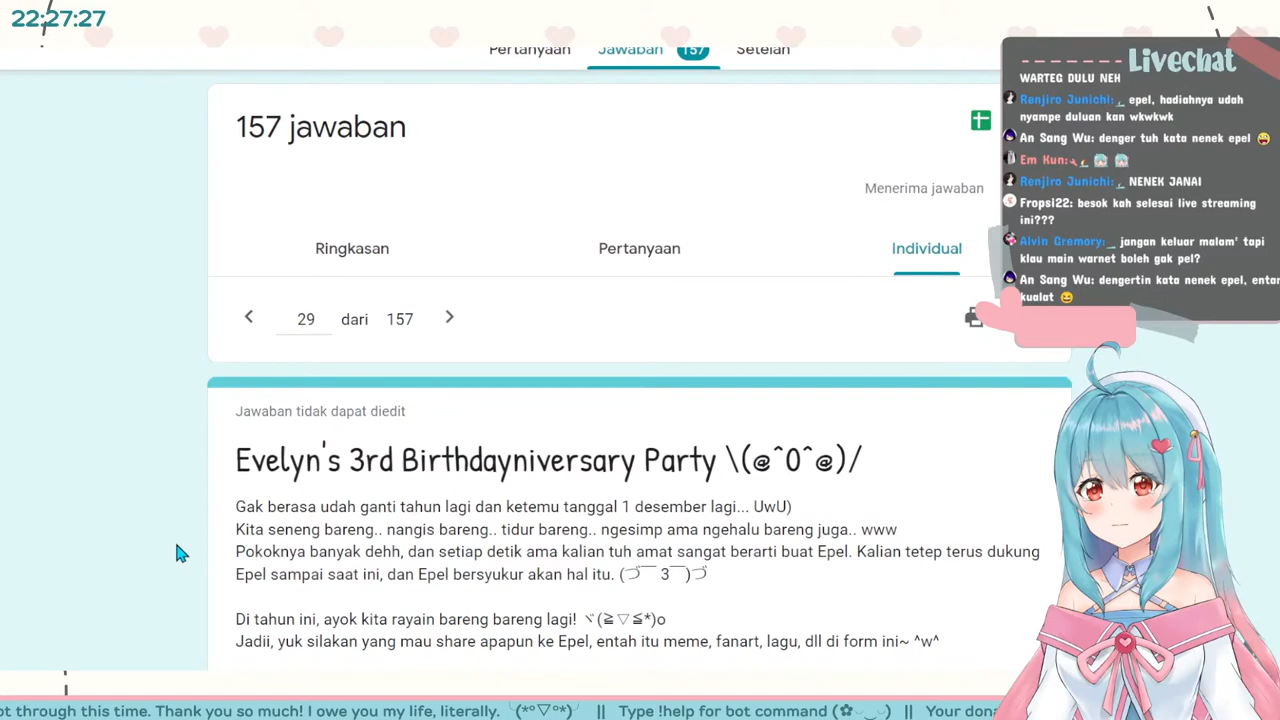 22:27:27
Pertanyaan Jawaban 157 Setelan
157 jawaban
Menerima jawaban
Ringkasan Pertanyaan Individual
29 dari 157
Jawaban tidak dapat diedit
Evelyn's 3rd Birthdayniversary Party \(@^0^@)/
Gak berasa udah ganti tahun lagi dan ketemu tanggal 1 desember lagi... UwU)
Kita seneng bareng.. nangis bareng.. tidur bareng.. ngesimp ama ngehalu bareng juga.. www
Pokoknya banyak dehh, dan setiap detik ama kalian tuh amat sangat berarti buat Epel. Kalian tetep terus dukung
Epel sampai saat ini, dan Epel bersyukur akan hal itu. (づ￣ 3￣)づ
Di tahun ini, ayok kita rayain bareng bareng lagi! ヾ(≧▽≦*)o
Jadii, yuk silakan yang mau share apapun ke Epel, entah itu meme, fanart, lagu, dll di form ini~ ^w^
Livechat
WARTEG DULU NEH
Renjiro Junichi: epel, hadiahnya udah
nyampe duluan kan wkwkwk
An Sang Wu: denger tuh kata nenek epel 😜
Em Kun:
Renjiro Junichi: NENEK JANAI
Fropsi22: besok kah selesai live streaming
ini???
Alvin Gremory: jangan keluar malam' tapi
klau main warnet boleh gak pel?
An Sang Wu: dengertin kata nenek epel, entar
kualat 😆
ot through this time. Thank you so much! I owe you my life, literally. ╰(*°▽°*)╯ || Type !help for bot command (✿◡‿◡) || Your dona